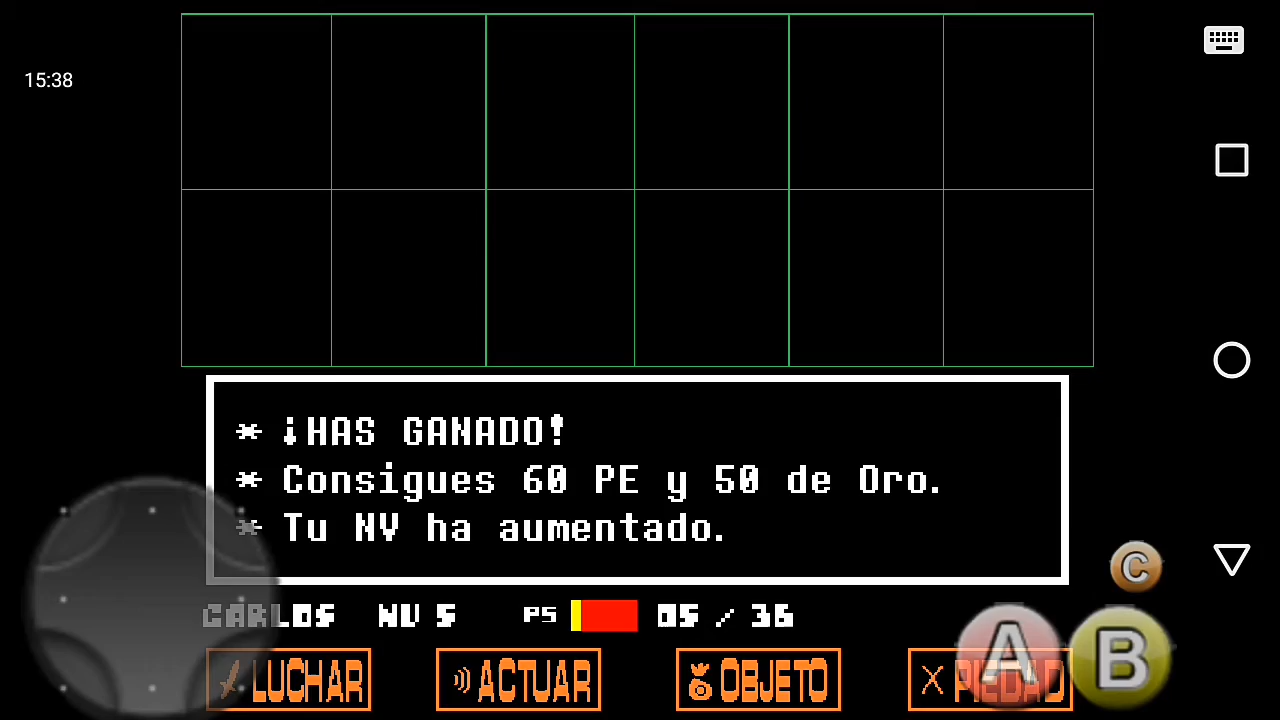 15:38
* ¡HAS GANADO!
* Consigues 60 PE y 50 de Oro.
* Tu NV ha aumentado.
CARLOS NV 5 PS 05 / 36
LUCHAR ACTUAR OBJETO PIEDAD
C
A B